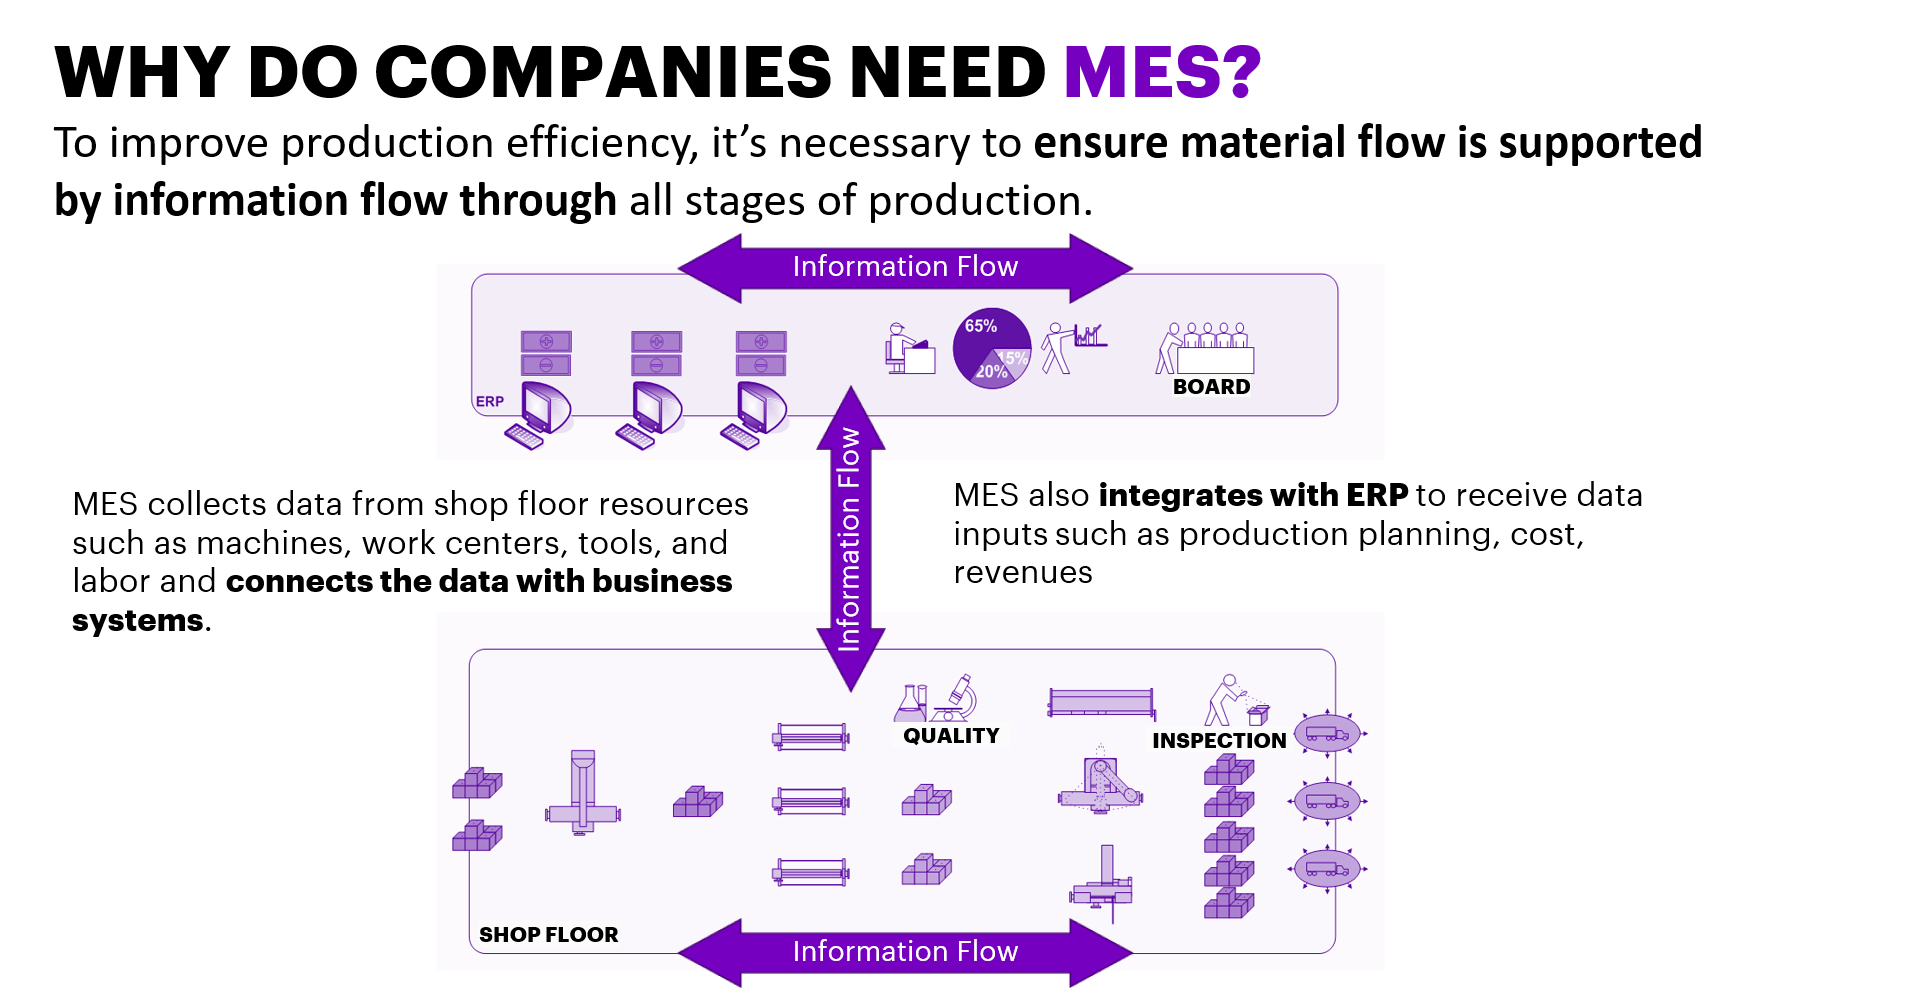 WHY DO COMPANIES NEED MES?
To improve production efficiency, it’s necessary to ensure material flow is supported
by information flow through all stages of production.
Information Flow
65%
15%
20%
BOARD
ERP
Information Flow
MES collects data from shop floor resources
such as machines, work centers, tools, and
labor and connects the data with business
systems.
MES also integrates with ERP to receive data
inputs such as production planning, cost,
revenues
QUALITY
INSPECTION
SHOP FLOOR
Information Flow